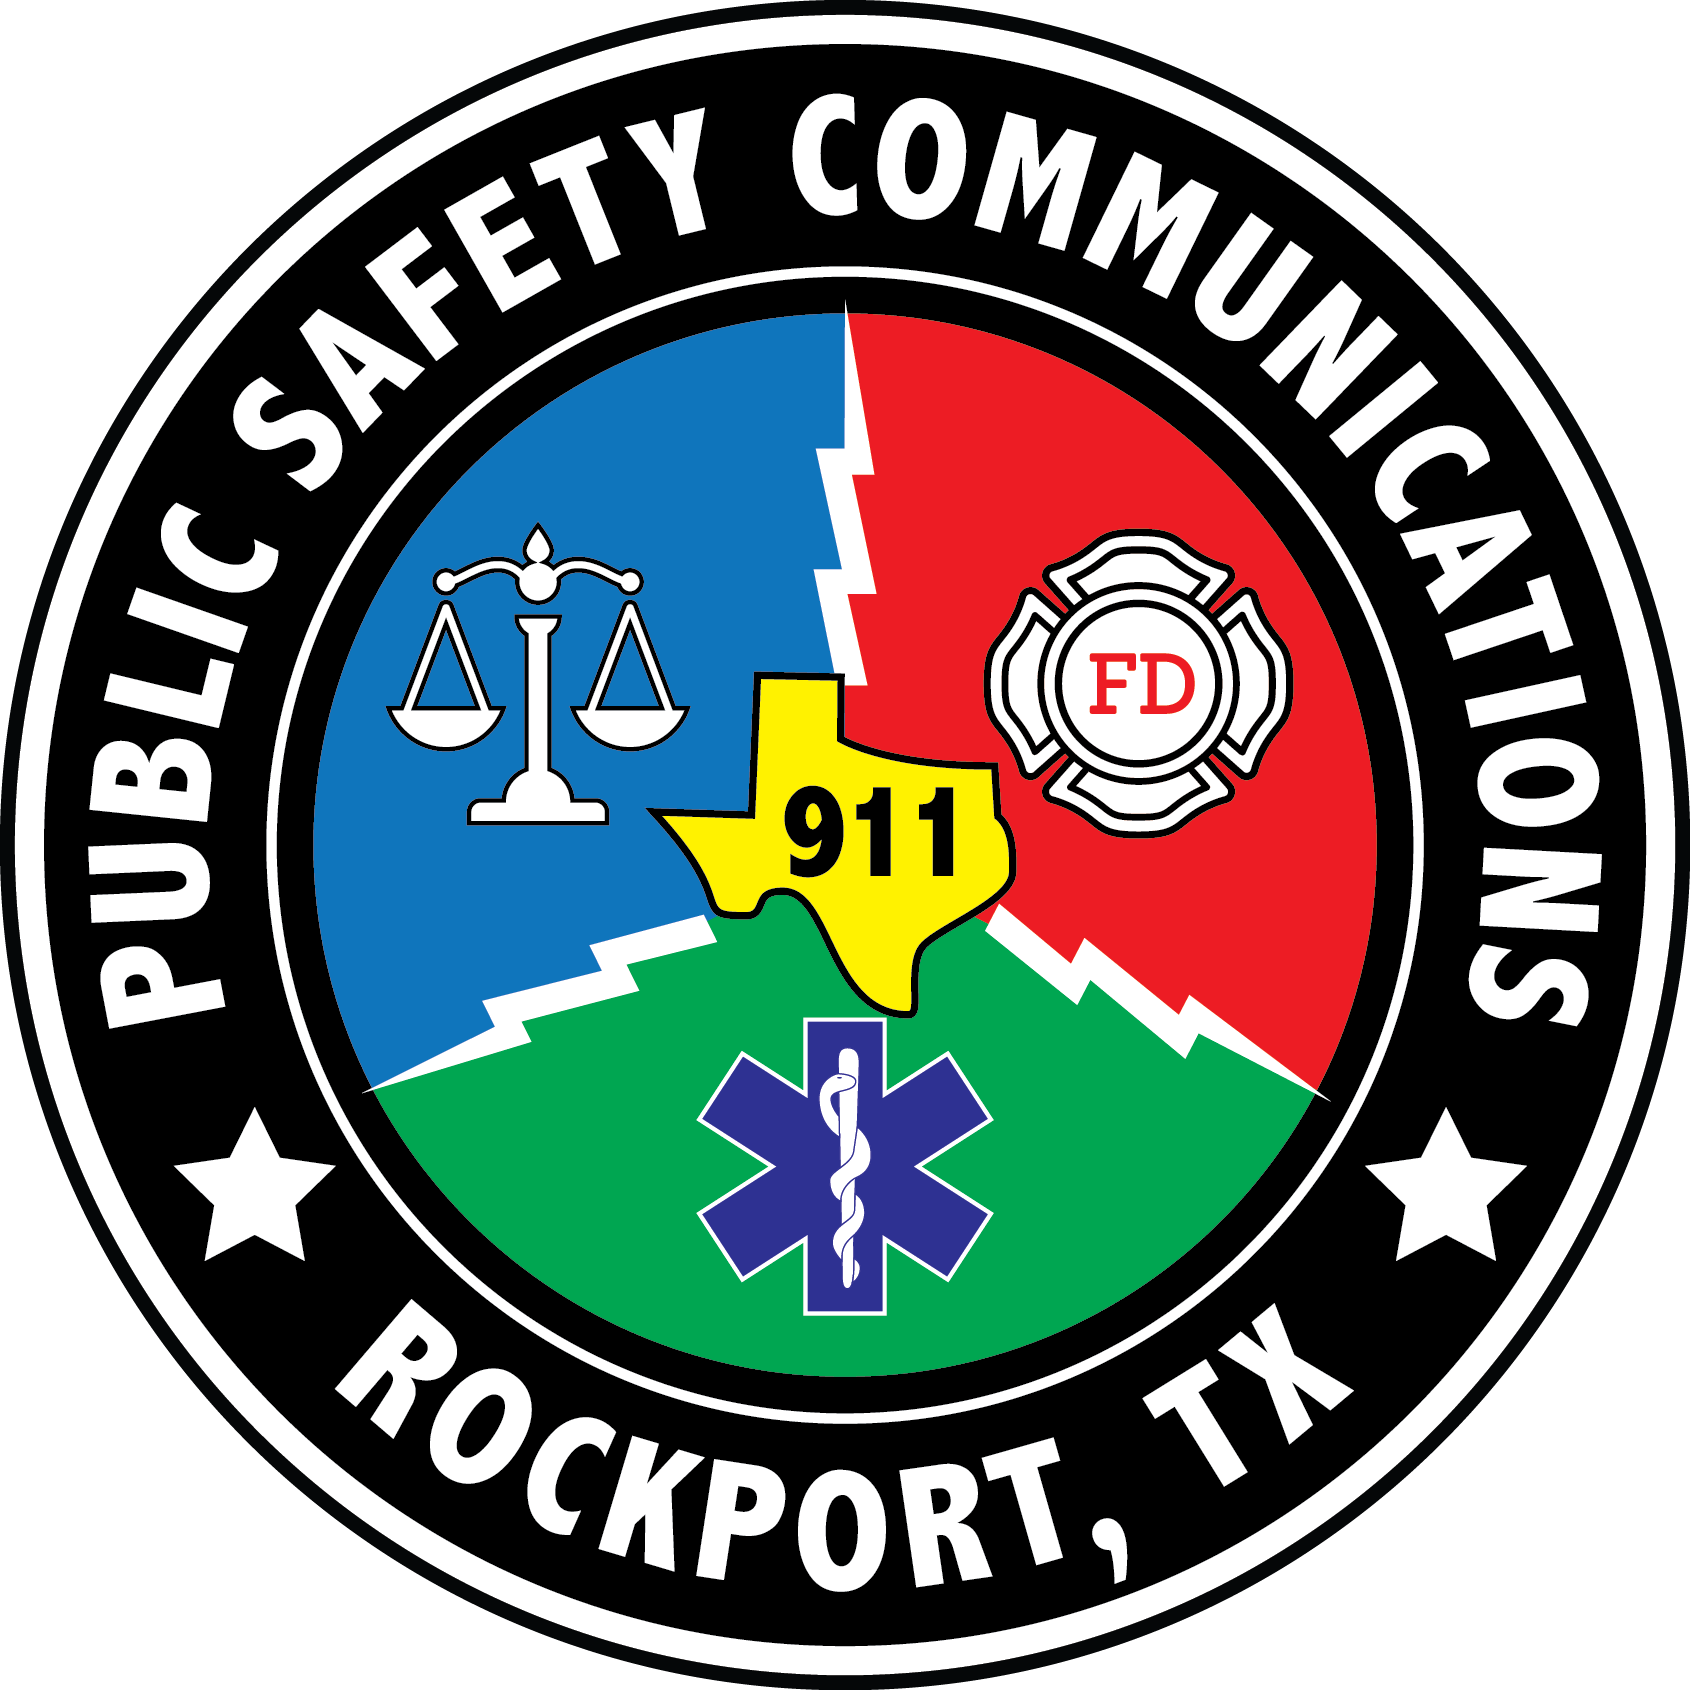 PUBLIC SAFETY COMMUNICATIONS
FD
911
ROCKPORT, TX